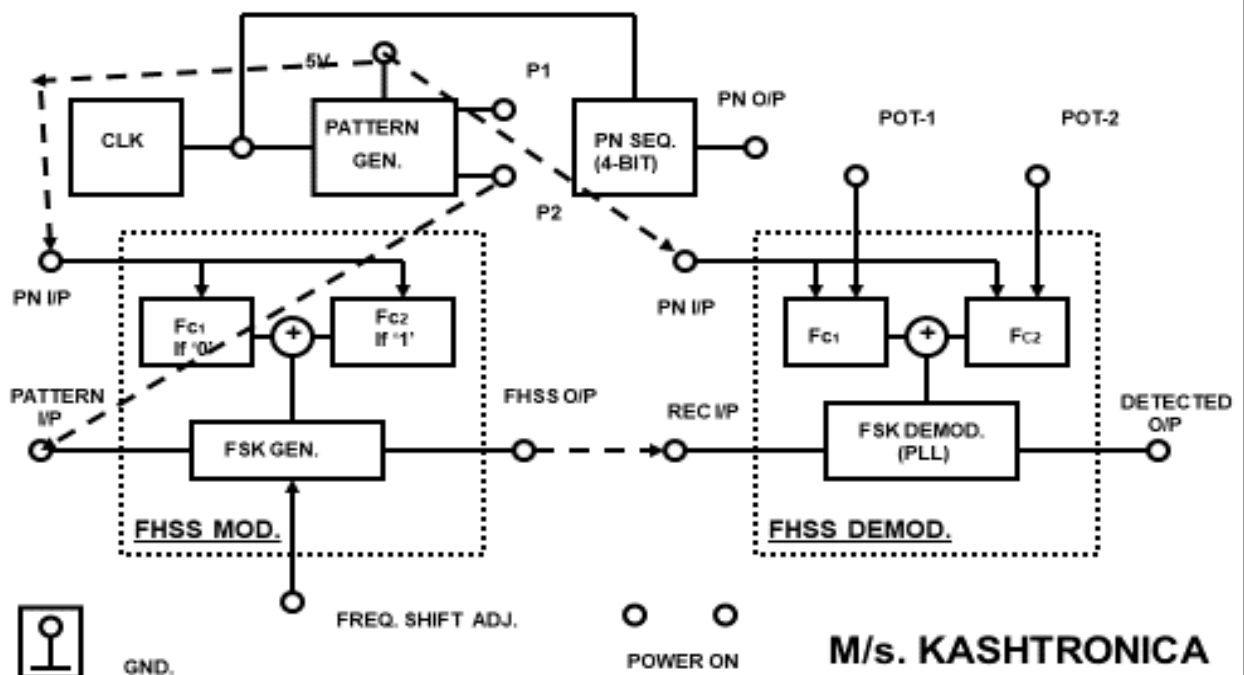 5V
P1
PN O/P
POT-1
POT-2
CLK
PATTERN
GEN.
PN SEQ.
(4-BIT)
P2
PN I/P
Fc1
If ‘0’
Fc2
If ‘1’
PN I/P
Fc1
FC2
PATTERN
I/P
FHSS O/P
REC I/P
DETECTED
O/P
FSK GEN.
FSK DEMOD.
(PLL)
FHSS MOD.
FHSS DEMOD.
FREQ. SHIFT ADJ.
GND.
POWER ON
M/s. KASHTRONICA
+
+